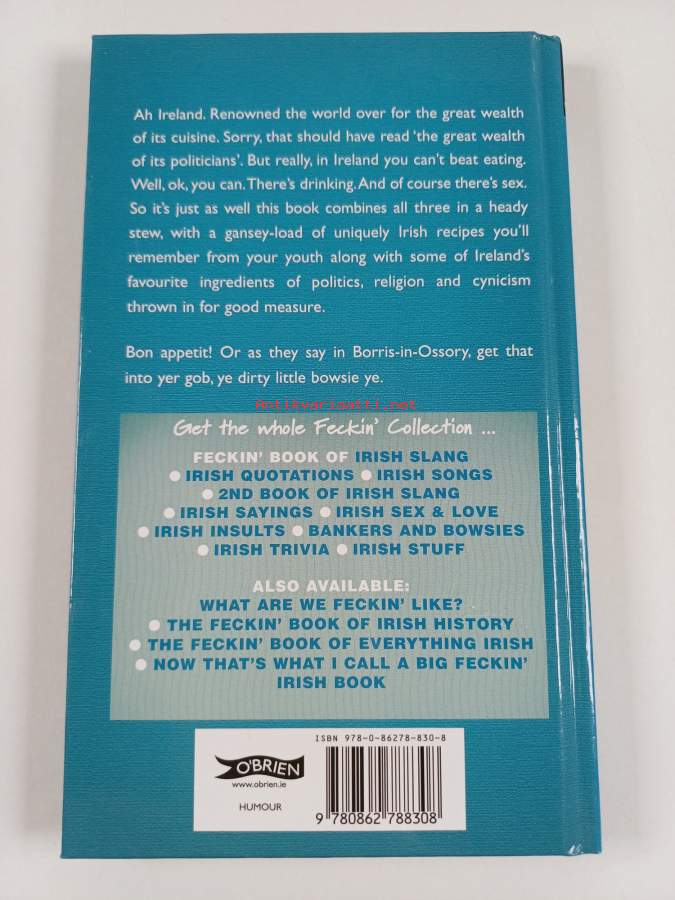 Ah Ireland. Renowned the world over for the great wealth
of its cuisine. Sorry, that should have read 'the great wealth
of its politicians'. But really, in Ireland you can't beat eating.
Well, ok, you can. There's drinking. And of course there's sex.
So it's just as well this book combines all three in a heady
stew, with a gansey-load of uniquely Irish recipes you'll
remember from your youth along with some of Ireland's
favourite ingredients of politics, religion and cynicism
thrown in for good measure.
Bon appetit! Or as they say in Borris-in-Ossory, get that
into yer gob, ye dirty little bowsie ye.
Antikvariaatti.net
Get the whole Feckin' Collection ...
FECKIN' BOOK OF IRISH SLANG
● IRISH QUOTATIONS ● IRISH SONGS
● 2ND BOOK OF IRISH SLANG
● IRISH SAYINGS ● IRISH SEX & LOVE
● IRISH INSULTS ● BANKERS AND BOWSIES
● IRISH TRIVIA ● IRISH STUFF
ALSO AVAILABLE:
WHAT ARE WE FECKIN' LIKE?
● THE FECKIN' BOOK OF IRISH HISTORY
● THE FECKIN' BOOK OF EVERYTHING IRISH
● NOW THAT'S WHAT I CALL A BIG FECKIN'
IRISH BOOK
ISBN 978-0-86278-830-8
O'BRIEN
www.obrien.ie
HUMOUR
9 780862 788308